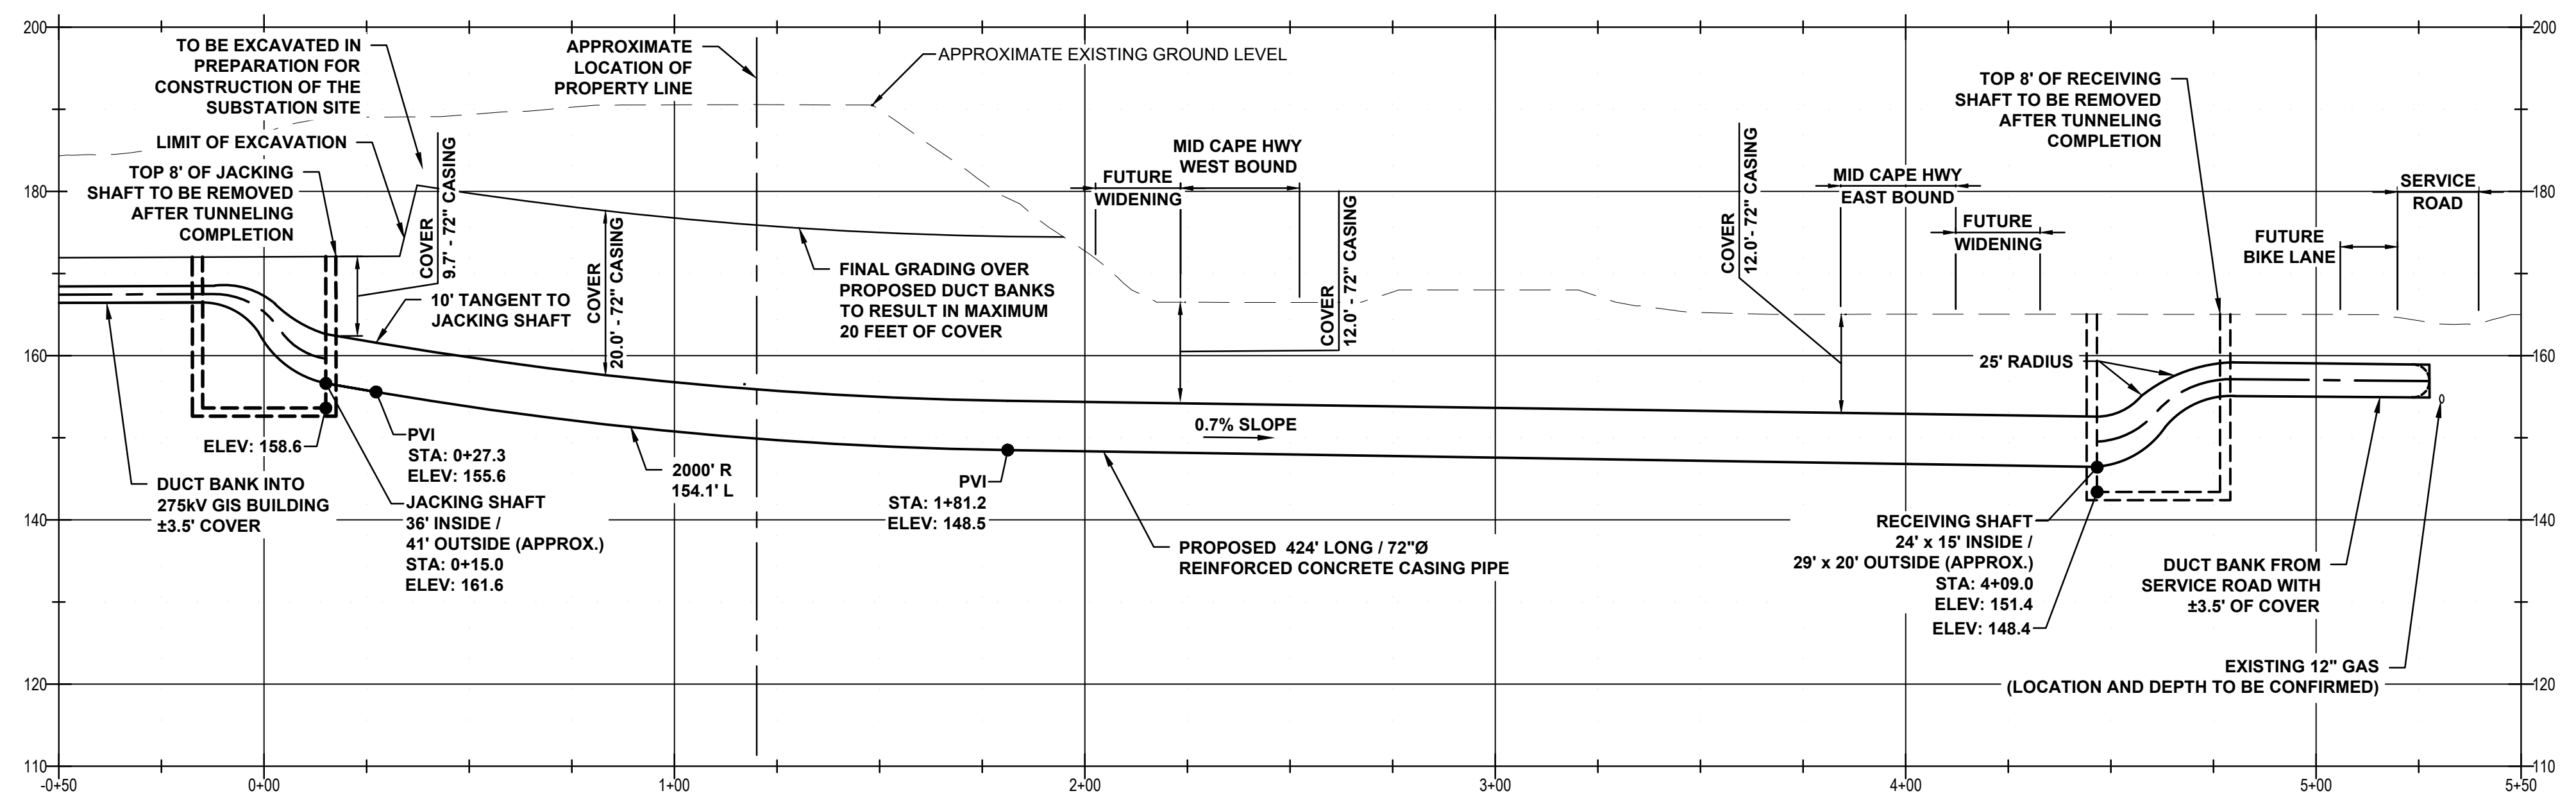 200
200
180
180
160
160
140
140
120
120
110
110
-0+50
0+00
1+00
2+00
3+00
4+00
5+00
5+50
TO BE EXCAVATED IN
PREPARATION FOR
CONSTRUCTION OF THE
SUBSTATION SITE
LIMIT OF EXCAVATION
TOP 8' OF JACKING
SHAFT TO BE REMOVED
AFTER TUNNELING
COMPLETION
COVER
9.7' - 72" CASING
10' TANGENT TO
JACKING SHAFT
APPROXIMATE
LOCATION OF
PROPERTY LINE
APPROXIMATE EXISTING GROUND LEVEL
COVER
20.0' - 72" CASING
FINAL GRADING OVER
PROPOSED DUCT BANKS
TO RESULT IN MAXIMUM
20 FEET OF COVER
MID CAPE HWY
WEST BOUND
FUTURE
WIDENING
COVER
12.0' - 72" CASING
COVER
12.0' - 72" CASING
MID CAPE HWY
EAST BOUND
FUTURE
WIDENING
TOP 8' OF RECEIVING
SHAFT TO BE REMOVED
AFTER TUNNELING
COMPLETION
FUTURE
BIKE LANE
SERVICE
ROAD
25' RADIUS
0.7% SLOPE
ELEV: 158.6
DUCT BANK INTO
275kV GIS BUILDING
±3.5' COVER
PVI
STA: 0+27.3
ELEV: 155.6
JACKING SHAFT
36' INSIDE /
41' OUTSIDE (APPROX.)
STA: 0+15.0
ELEV: 161.6
2000' R
154.1' L
PVI
STA: 1+81.2
ELEV: 148.5
PROPOSED 424' LONG / 72"Ø
REINFORCED CONCRETE CASING PIPE
RECEIVING SHAFT
24' x 15' INSIDE /
29' x 20' OUTSIDE (APPROX.)
STA: 4+09.0
ELEV: 151.4
ELEV: 148.4
DUCT BANK FROM
SERVICE ROAD WITH
±3.5' OF COVER
EXISTING 12" GAS
(LOCATION AND DEPTH TO BE CONFIRMED)